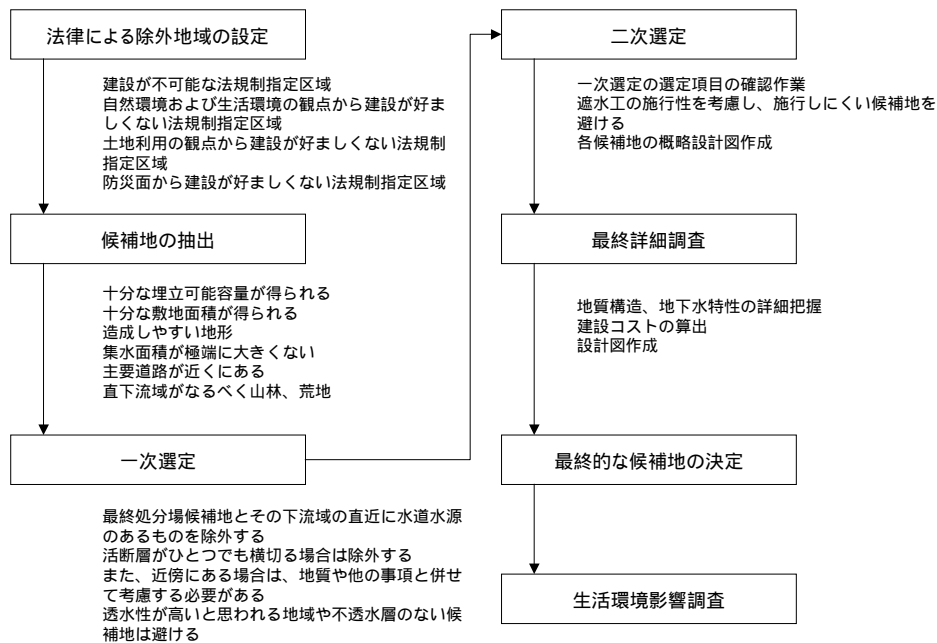 法律による除外地域の設定
建設が不可能な法規制指定区域
自然環境および生活環境の観点から建設が好ま
しくない法規制指定区域
土地利用の観点から建設が好ましくない法規制
指定区域
防災面から建設が好ましくない法規制指定区域
候補地の抽出
十分な埋立可能容量が得られる
十分な敷地面積が得られる
造成しやすい地形
集水面積が極端に大きくない
主要道路が近くにある
直下流域がなるべく山林、荒地
一次選定
最終処分場候補地とその下流域の直近に水道水源
のあるものを除外する
活断層がひとつでも横切る場合は除外する
また、近傍にある場合は、地質や他の事項と併せ
て考慮する必要がある
透水性が高いと思われる地域や不透水層のない候
補地は避ける
二次選定
一次選定の選定項目の確認作業
遮水工の施行性を考慮し、施行しにくい候補地を
避ける
各候補地の概略設計図作成
最終詳細調査
地質構造、地下水特性の詳細把握
建設コストの算出
設計図作成
最終的な候補地の決定
生活環境影響調査